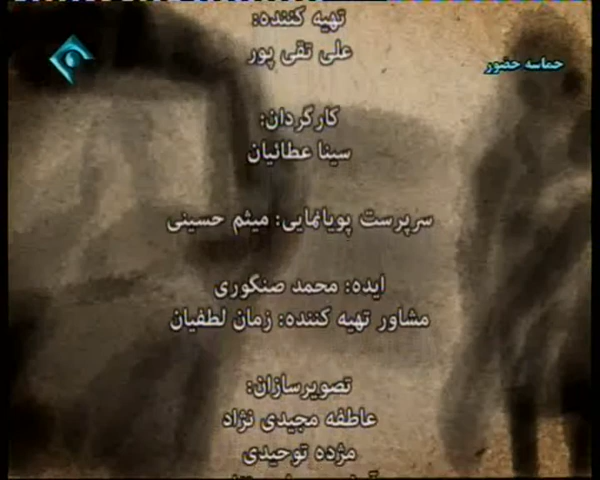 تهیه کننده:
علی تقی پور
حماسه حضور
کارگردان:
سینا عطائیان
سرپرست پویانمایی: میثم حسینی
ایده: محمد صنگوری
مشاور تهیه کننده: زمان لطفیان
تصویرسازان:
عاطفه مجیدی نژاد
مژده توحیدی